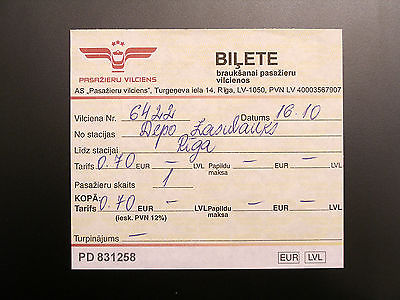 PASAŽIERU VILCIENS
BIĻETE
braukšanai pasažieru
vilcienos
AS „Pasažieru vilciens”, Turgeņeva iela 14, Rīga, LV-1050, PVN LV 40003567907
Vilciena Nr. 6422 Datums 16.10
No stacijas Depo Zasulauks
Līdz stacijai Rīga
Tarifs 0.70 EUR – LVL Papildu maksa – EUR – LVL
Pasažieru skaits 1
KOPĀ:
Tarifs 0.70 EUR – LVL Papildu maksa – EUR – LVL
(iesk. PVN 12%)
Turpinājums –
PD 831258 EUR LVL